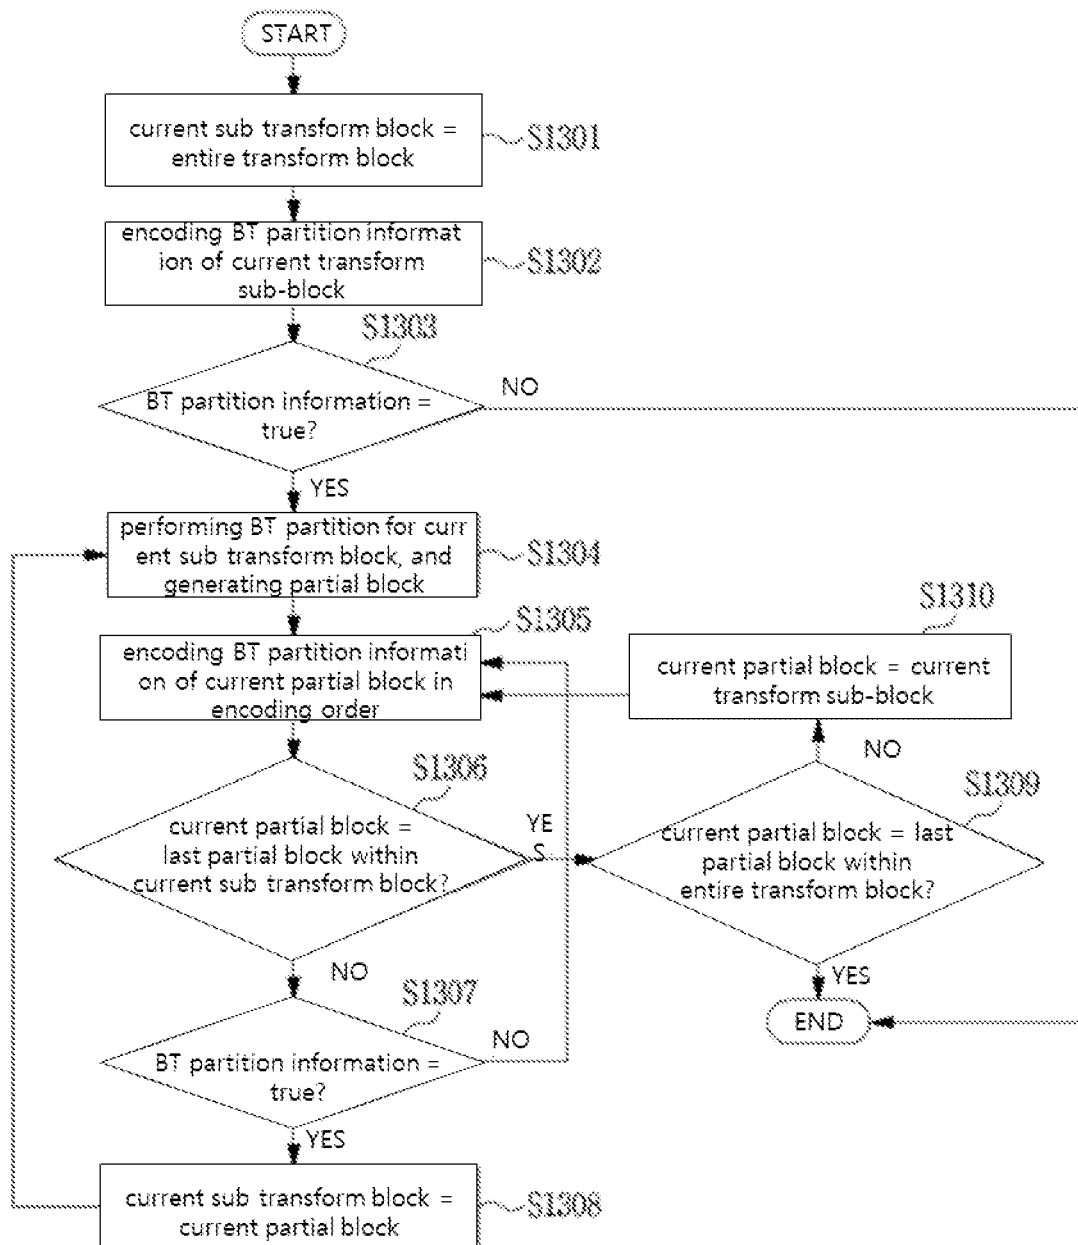 START
current sub transform block =
entire transform block
S1301
encoding BT partition informat
ion of current transform
sub-block
S1302
S1303
BT partition information =
true?
NO
YES
performing BT partition for curr
ent sub transform block, and
generating partial block
S1304
S1305
encoding BT partition informati
on of current partial block in
encoding order
S1310
current partial block = current
transform sub-block
NO
S1306
current partial block =
last partial block within
current sub transform block?
YE
S
S1309
current partial block = last
partial block within
entire transform block?
NO
YES
S1307
BT partition information =
true?
NO
END
YES
current sub transform block =
current partial block
S1308